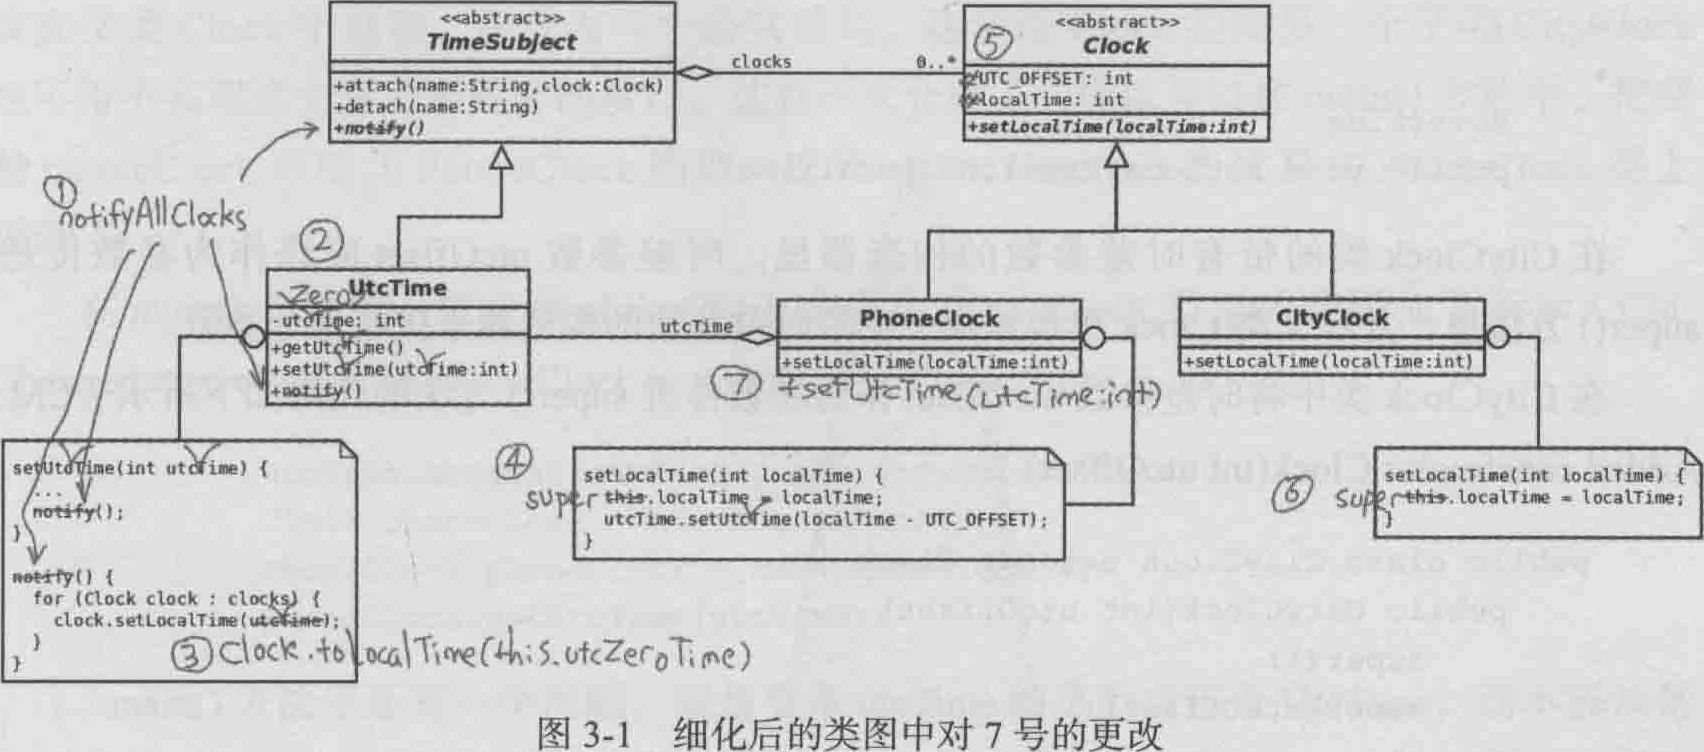 <<abstract>>
TimeSubject
+attach(name:String,clock:Clock)
+detach(name:String)
+notify()
clocks
0..*
<<abstract>>
⑤ Clock
UTC_OFFSET: int
localTime: int
+setLocalTime(localTime:int)
①
notifyAllClocks
②
UtcTime
Zero
-utcTime: int
+getUtcTime()
+setUtcTime(utcTime:int)
+notify()
utcTime
PhoneClock
+setLocalTime(localTime:int)
⑦ +setUtcTime(utcTime:int)
CityClock
+setLocalTime(localTime:int)
setUtcTime(int utcTime) {
...
notify();
}
notify() {
for (Clock clock : clocks) {
clock.setLocalTime(utcTime);
}
}
③ Clock.toLocalTime(this.utcZeroTime)
④
setLocalTime(int localTime) {
super this.localTime = localTime;
utcTime.setUtcTime(localTime - UTC_OFFSET);
}
⑥
setLocalTime(int localTime) {
super this.localTime = localTime;
}
图 3-1 细化后的类图中对 7 号的更改